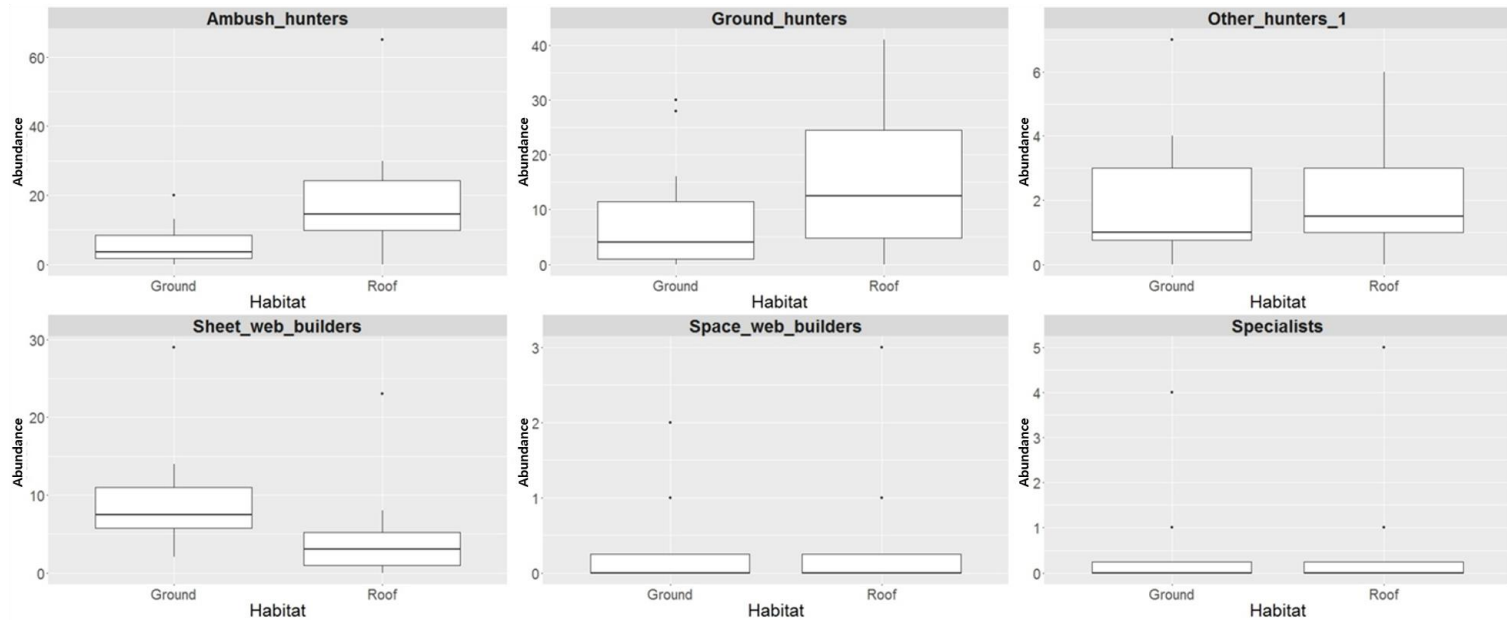 Ambush_hunters
Abundance
60
40
20
0
Ground
Roof
Habitat
Ground_hunters
Abundance
40
30
20
10
0
Ground
Roof
Habitat
Other_hunters_1
Abundance
6
4
2
0
Ground
Roof
Habitat
Sheet_web_builders
Abundance
30
20
10
0
Ground
Roof
Habitat
Space_web_builders
Abundance
3
2
1
0
Ground
Roof
Habitat
Specialists
Abundance
5
4
3
2
1
0
Ground
Roof
Habitat